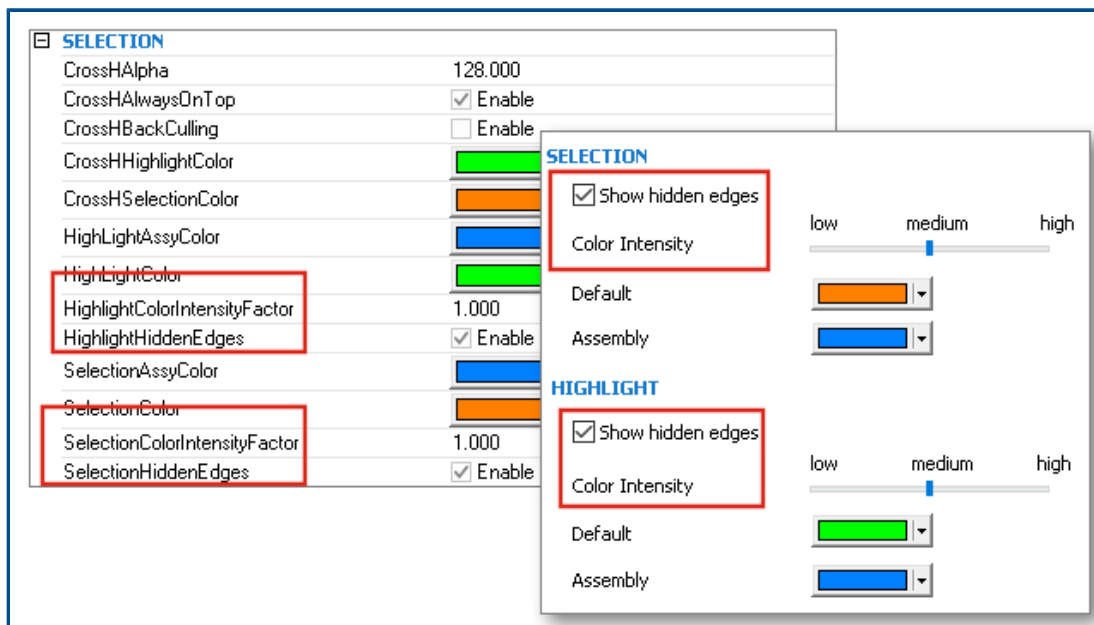 SELECTION
CrossHAlpha 128.000
CrossHAlwaysOnTop Enable
CrossHBackCulling Enable
CrossHHighlightColor
CrossHSelectionColor
HighLightAssyColor
HighLightColor
HighlightColorIntensityFactor 1.000
HighlightHiddenEdges Enable
SelectionAssyColor
SelectionColor
SelectionColorIntensityFactor 1.000
SelectionHiddenEdges Enable
SELECTION
Show hidden edges
low medium high
Color Intensity
Default
Assembly
HIGHLIGHT
Show hidden edges
low medium high
Color Intensity
Default
Assembly